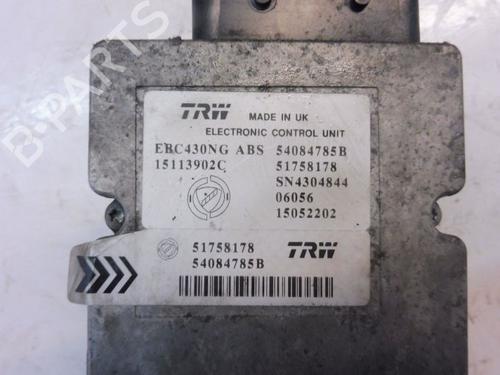 B-PARTS
TRW MADE IN UK
ELECTRONIC CONTROL UNIT
EBC430NG ABS 54084785B
15113902C 51758178
SN4304844
06056
15052202
51758178 TRW
54084785B